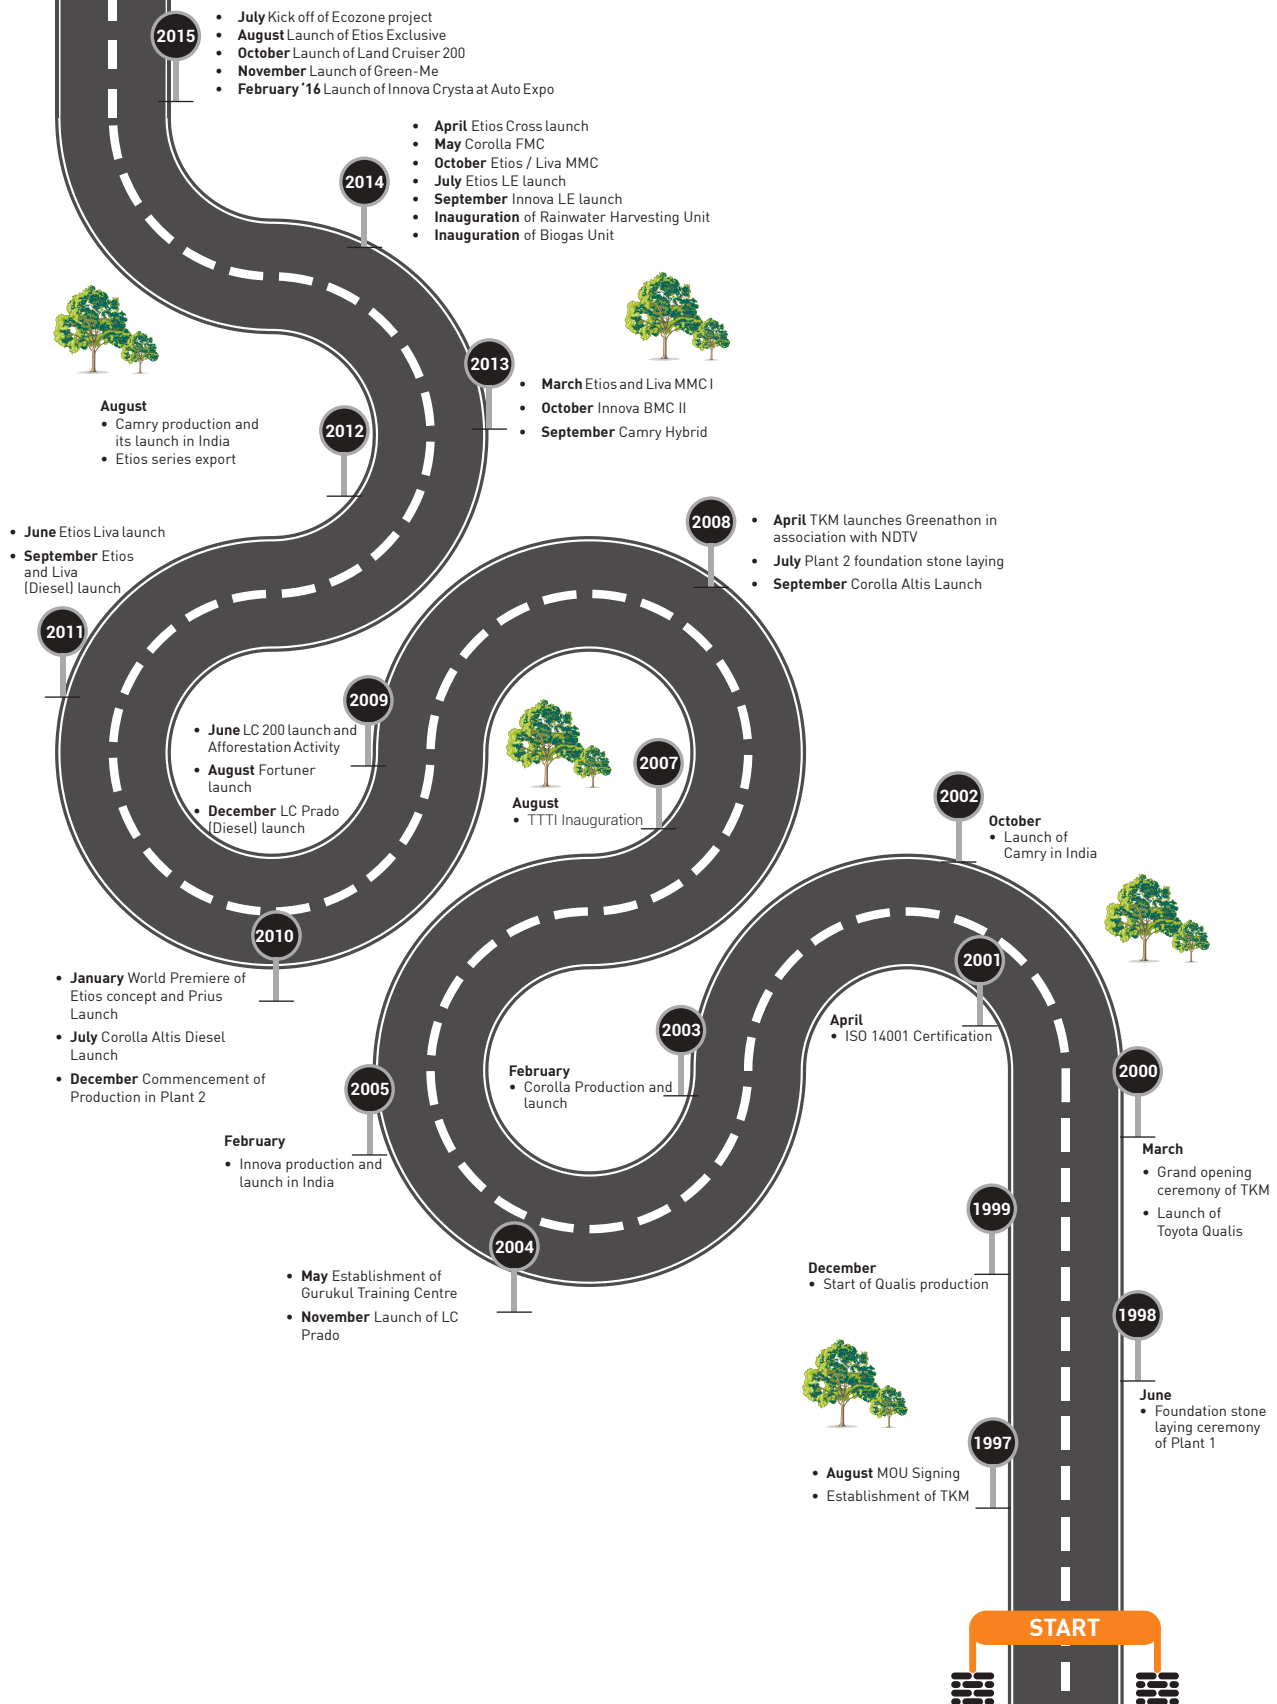 2015
• July Kick off of Ecozone project
• August Launch of Etios Exclusive
• October Launch of Land Cruiser 200
• November Launch of Green-Me
• February ‘16 Launch of Innova Crysta at Auto Expo
2014
• April Etios Cross launch
• May Corolla FMC
• October Etios / Liva MMC
• July Etios LE launch
• September Innova LE launch
• Inauguration of Rainwater Harvesting Unit
• Inauguration of Biogas Unit
2013
• March Etios and Liva MMC I
• October Innova BMC II
• September Camry Hybrid
2012
August
• Camry production and
its launch in India
• Etios series export
2011
• June Etios Liva launch
• September Etios
and Liva
(Diesel) launch
2008
• April TKM launches Greenathon in
association with NDTV
• July Plant 2 foundation stone laying
• September Corolla Altis Launch
2009
• June LC 200 launch and
Afforestation Activity
• August Fortuner
launch
• December LC Prado
(Diesel) launch
2007
August
• TTTI Inauguration
2002
October
• Launch of
Camry in India
2010
• January World Premiere of
Etios concept and Prius
Launch
• July Corolla Altis Diesel
Launch
• December Commencement of
Production in Plant 2
2001
April
• ISO 14001 Certification
2003
February
• Corolla Production and
launch
2005
February
• Innova production and
launch in India
2000
March
• Grand opening
ceremony of TKM
• Launch of
Toyota Qualis
2004
• May Establishment of
Gurukul Training Centre
• November Launch of LC
Prado
1999
December
• Start of Qualis production
1998
June
• Foundation stone
laying ceremony
of Plant 1
1997
• August MOU Signing
• Establishment of TKM
START